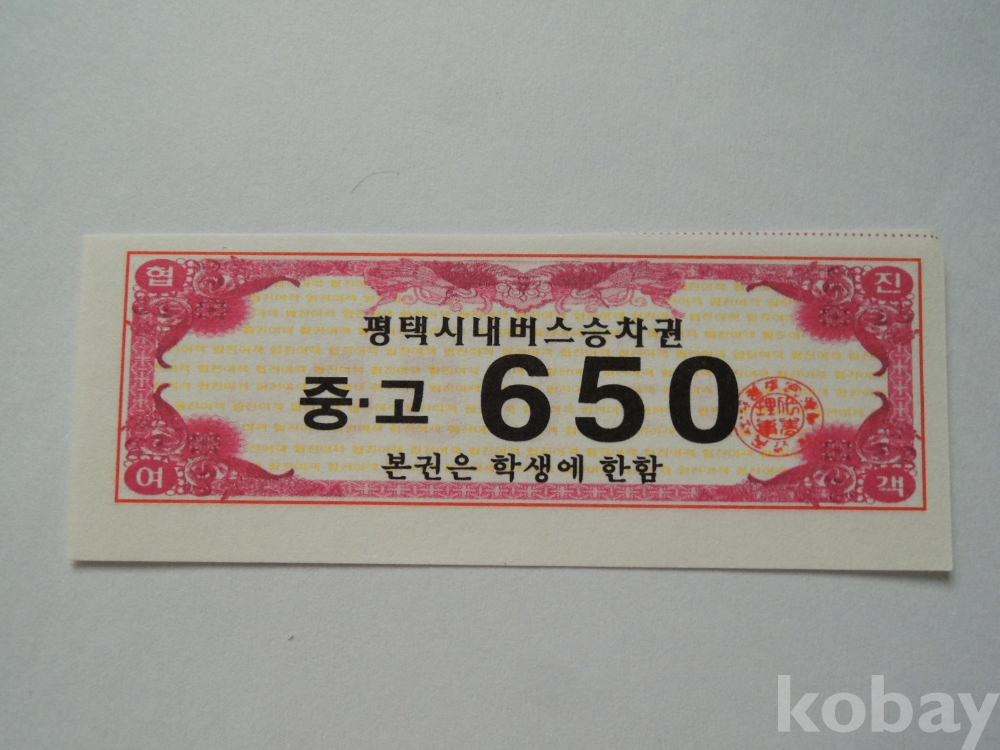 협 진
평택시내버스승차권
중·고 650
본권은 학생에 한함
여 객
kobay